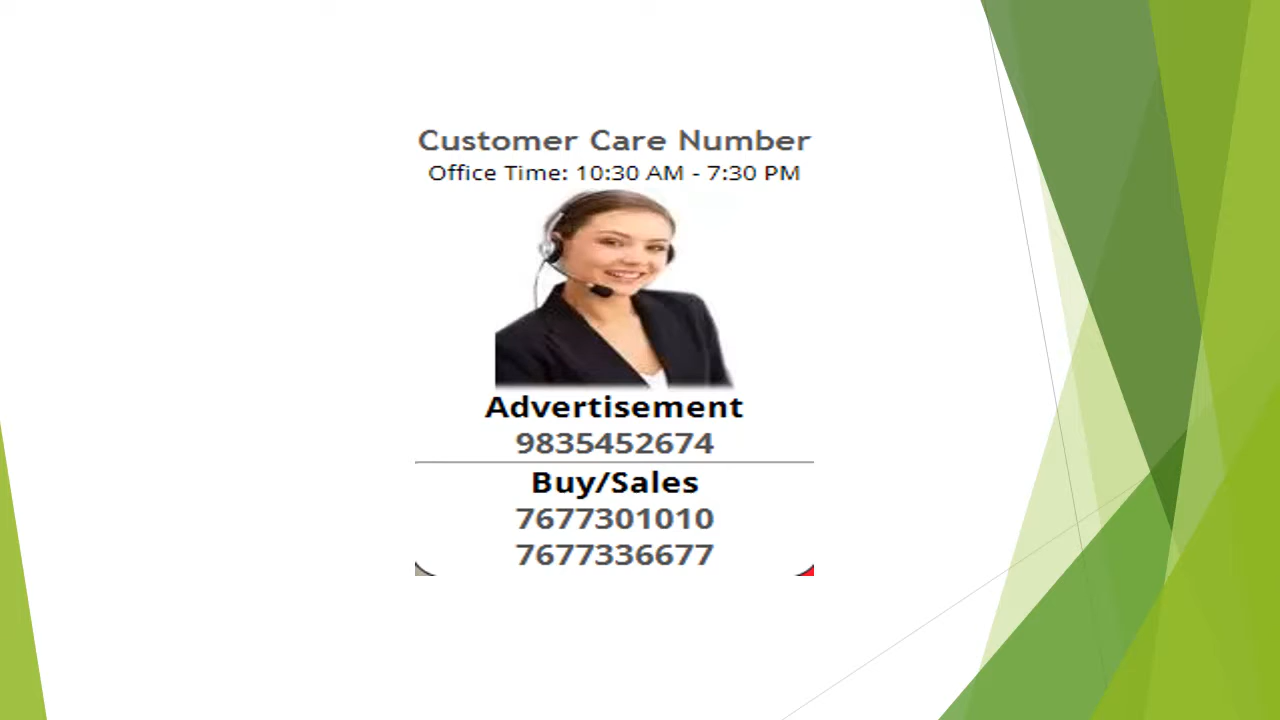 Customer Care Number
Office Time: 10:30 AM - 7:30 PM
Advertisement
9835452674
Buy/Sales
7677301010
7677336677